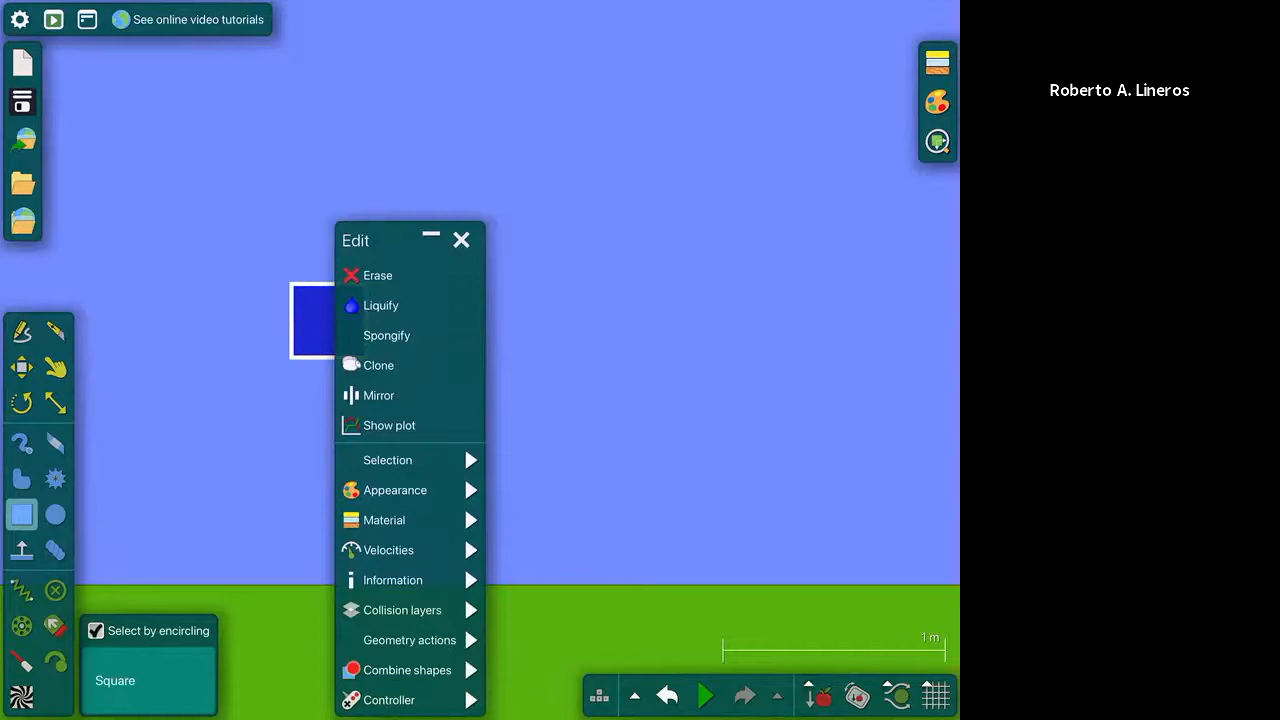 See online video tutorials
Roberto A. Lineros
Edit
Erase
Liquify
Spongify
Clone
Mirror
Show plot
Selection
Appearance
Material
Velocities
Information
Collision layers
Geometry actions
Combine shapes
Controller
Select by encircling
Square
1 m